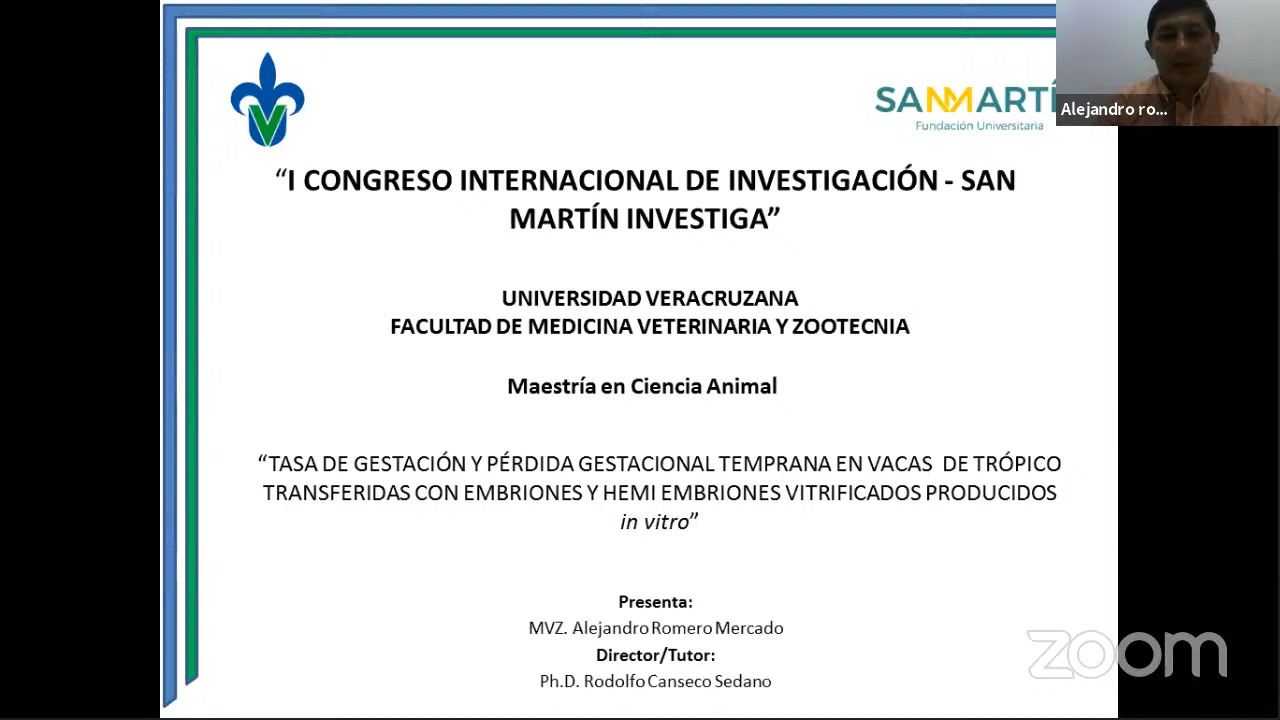 SANMARTÍ
Fundación Universitaria
Alejandro ro...
“I CONGRESO INTERNACIONAL DE INVESTIGACIÓN - SAN
MARTÍN INVESTIGA”
UNIVERSIDAD VERACRUZANA
FACULTAD DE MEDICINA VETERINARIA Y ZOOTECNIA
Maestría en Ciencia Animal
“TASA DE GESTACIÓN Y PÉRDIDA GESTACIONAL TEMPRANA EN VACAS DE TRÓPICO
TRANSFERIDAS CON EMBRIONES Y HEMI EMBRIONES VITRIFICADOS PRODUCIDOS
in vitro”
Presenta:
MVZ. Alejandro Romero Mercado
Director/Tutor:
Ph.D. Rodolfo Canseco Sedano
zoom